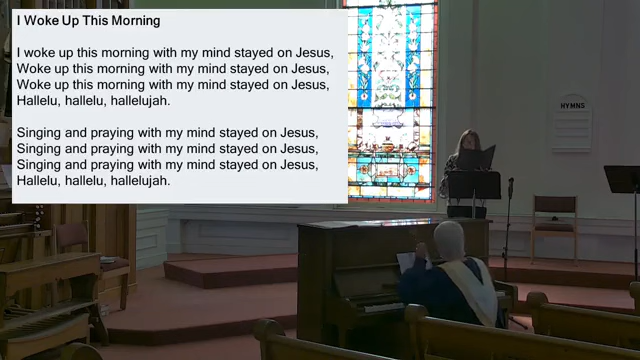 I Woke Up This Morning
I woke up this morning with my mind stayed on Jesus,
Woke up this morning with my mind stayed on Jesus,
Woke up this morning with my mind stayed on Jesus,
Hallelu, hallelu, hallelujah.
Singing and praying with my mind stayed on Jesus,
Singing and praying with my mind stayed on Jesus,
Singing and praying with my mind stayed on Jesus,
Hallelu, hallelu, hallelujah.
HYMNS